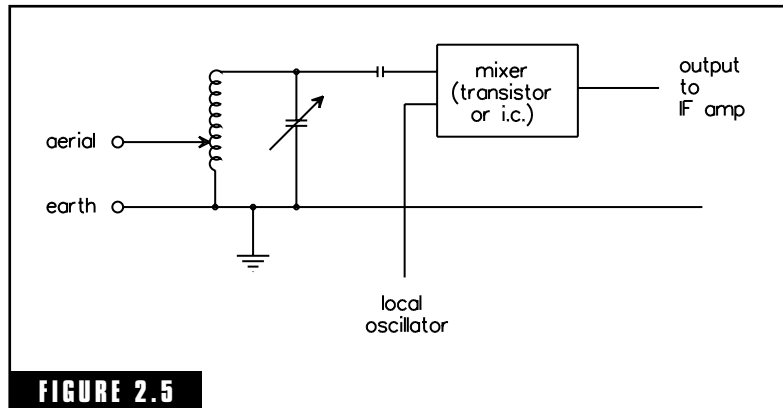 mixer
(transistor
or i.c.)
output
to
IF amp
aerial
earth
local
oscillator
FIGURE 2.5